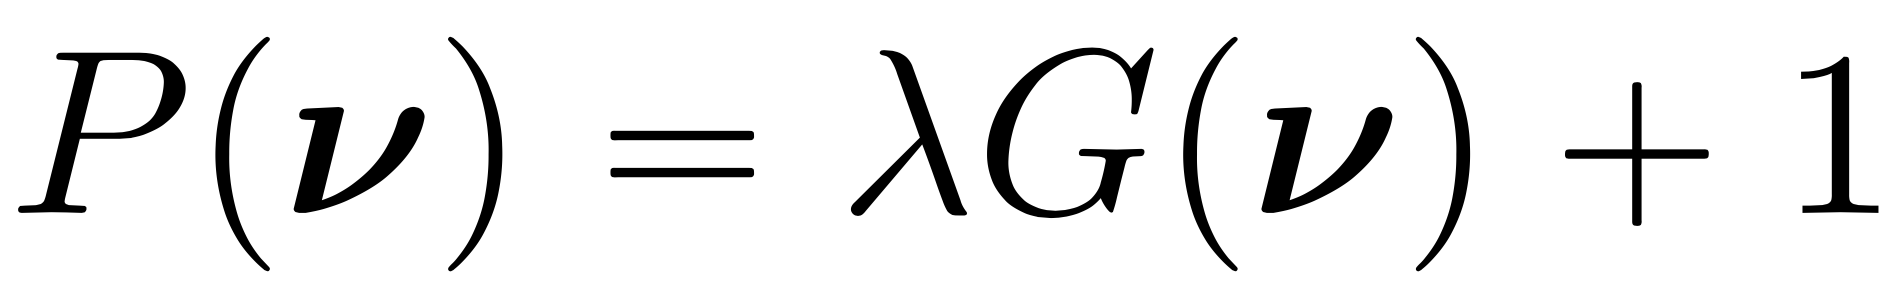 P(𝝂) = λG(𝝂) + 1